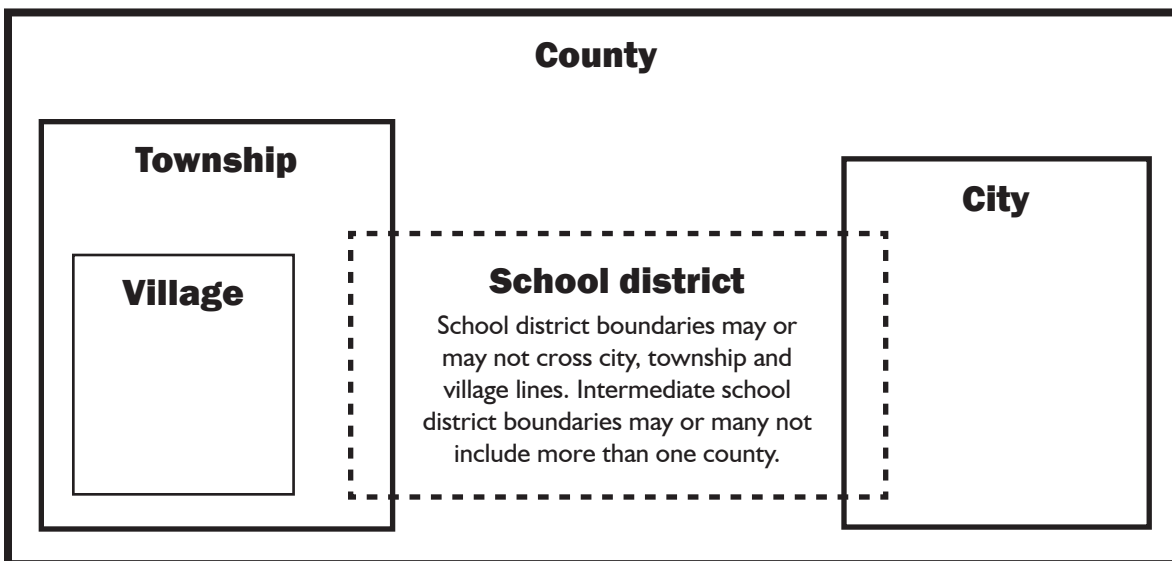 County
Township
City
Village
School district
School district boundaries may or
may not cross city, township and
village lines. Intermediate school
district boundaries may or many not
include more than one county.